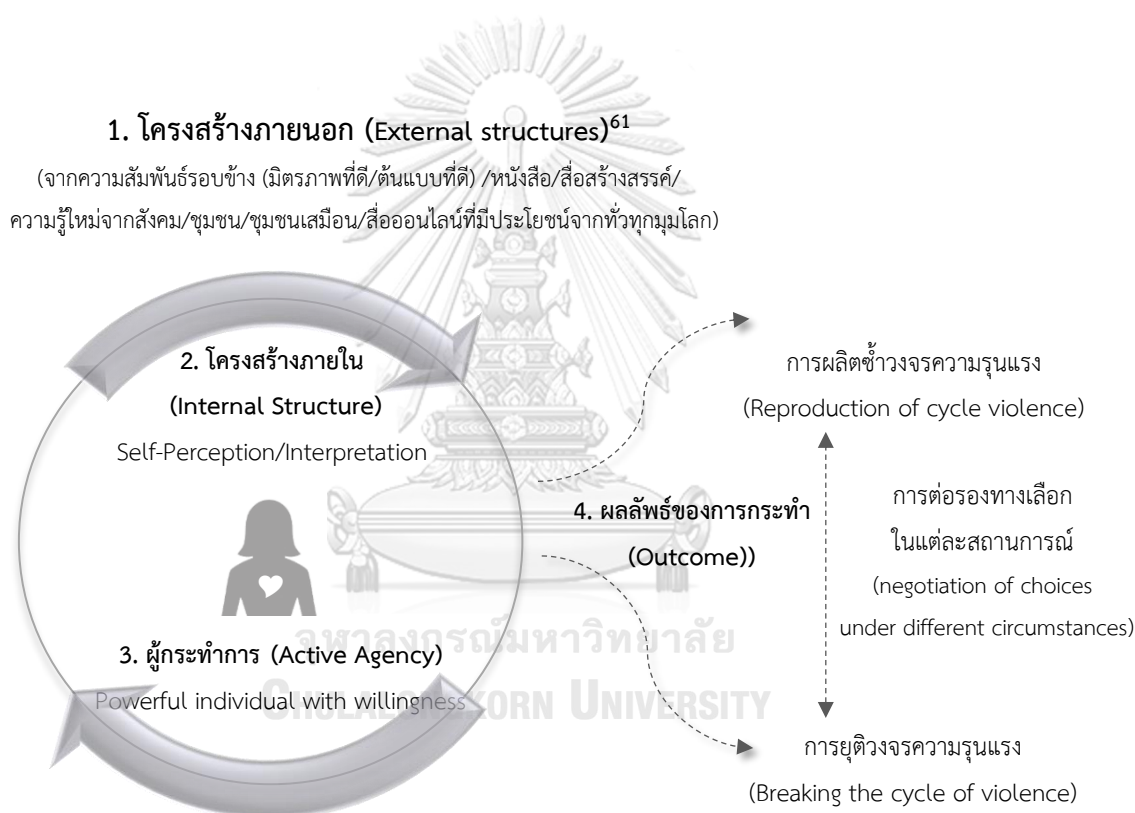 1. โครงสร้างภายนอก (External structures)61
(จากความสัมพันธ์รอบข้าง (มิตรภาพที่ดี/ต้นแบบที่ดี) /หนังสือ/สื่อสร้างสรรค์/
ความรู้ใหม่จากสังคม/ชุมชน/ชุมชนเสมือน/สื่อออนไลน์ที่มีประโยชน์จากทั่วทุกมุมโลก)
2. โครงสร้างภายใน
(Internal Structure)
Self-Perception/Interpretation
3. ผู้กระทำการ (Active Agency)
Powerful individual with willingness
4. ผลลัพธ์ของการกระทำ
(Outcome))
การผลิตซ้ำวงจรความรุนแรง
(Reproduction of cycle violence)
การต่อรองทางเลือก
ในแต่ละสถานการณ์
(negotiation of choices
under different circumstances)
การยุติวงจรความรุนแรง
(Breaking the cycle of violence)
จุฬาลงกรณ์มหาวิทยาลัย
CHULALONGKORN UNIVERSITY